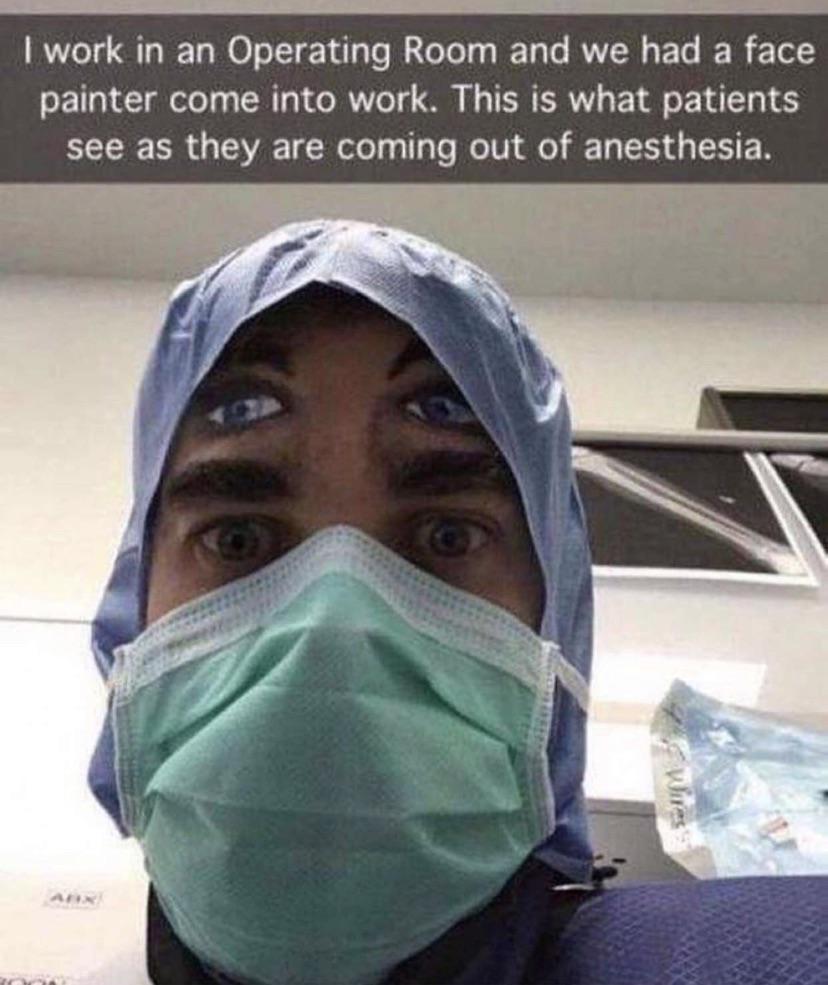 I work in an Operating Room and we had a face
painter come into work. This is what patients
see as they are coming out of anesthesia.
Wires
ABX